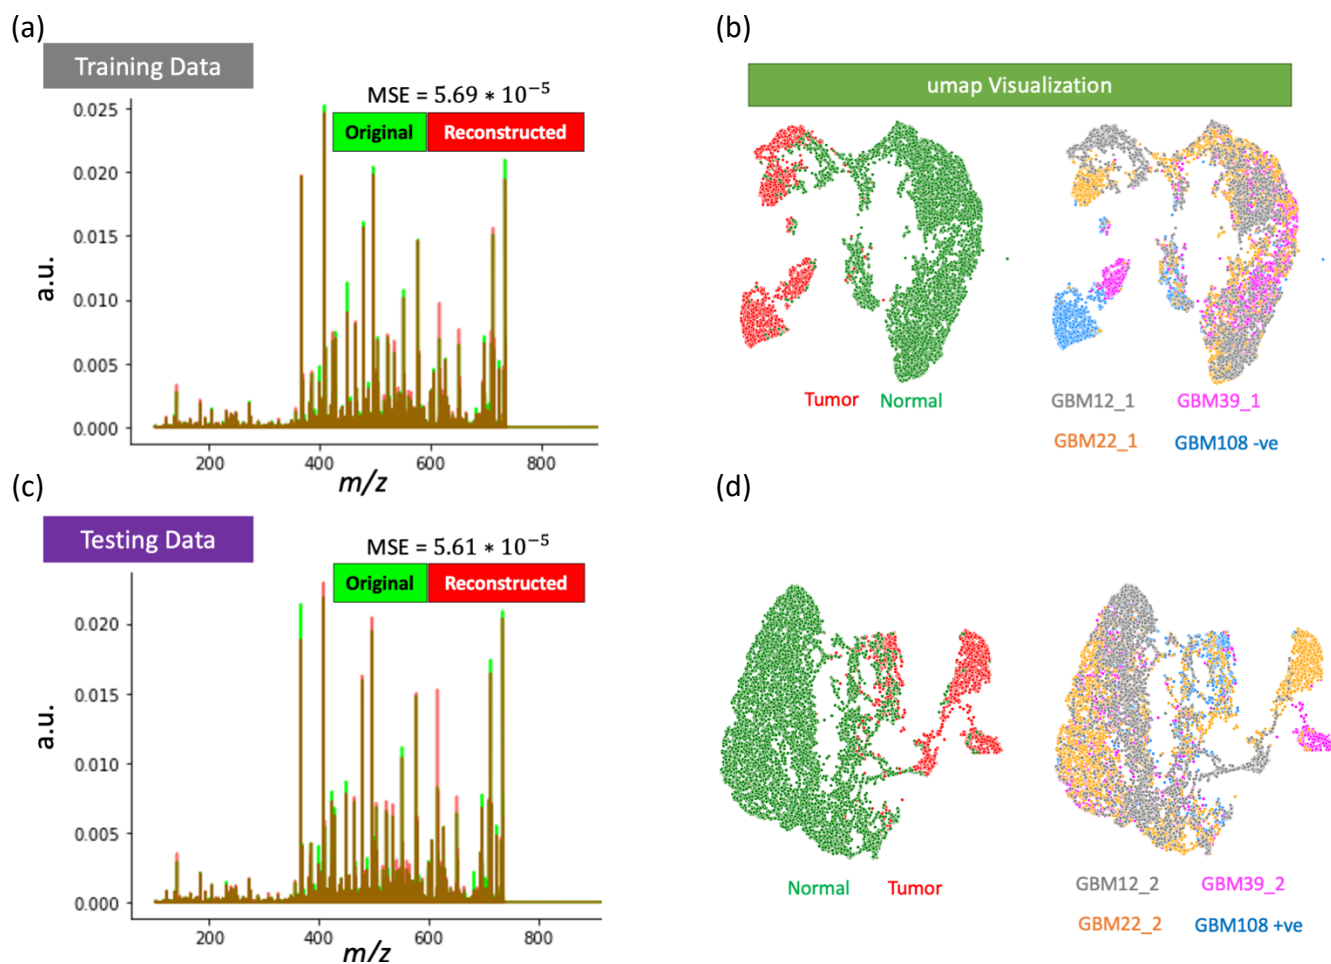 (a)
Training Data
MSE = 5.69 * 10⁻⁵
Original Reconstructed
0.025
0.020
0.015
0.010
0.005
0.000
a.u.
200 400 600 800
m/z
(b)
umap Visualization
Tumor Normal
GBM12_1 GBM39_1
GBM22_1 GBM108 -ve
(c)
Testing Data
MSE = 5.61 * 10⁻⁵
Original Reconstructed
0.020
0.015
0.010
0.005
0.000
a.u.
200 400 600 800
m/z
(d)
Normal Tumor
GBM12_2 GBM39_2
GBM22_2 GBM108 +ve